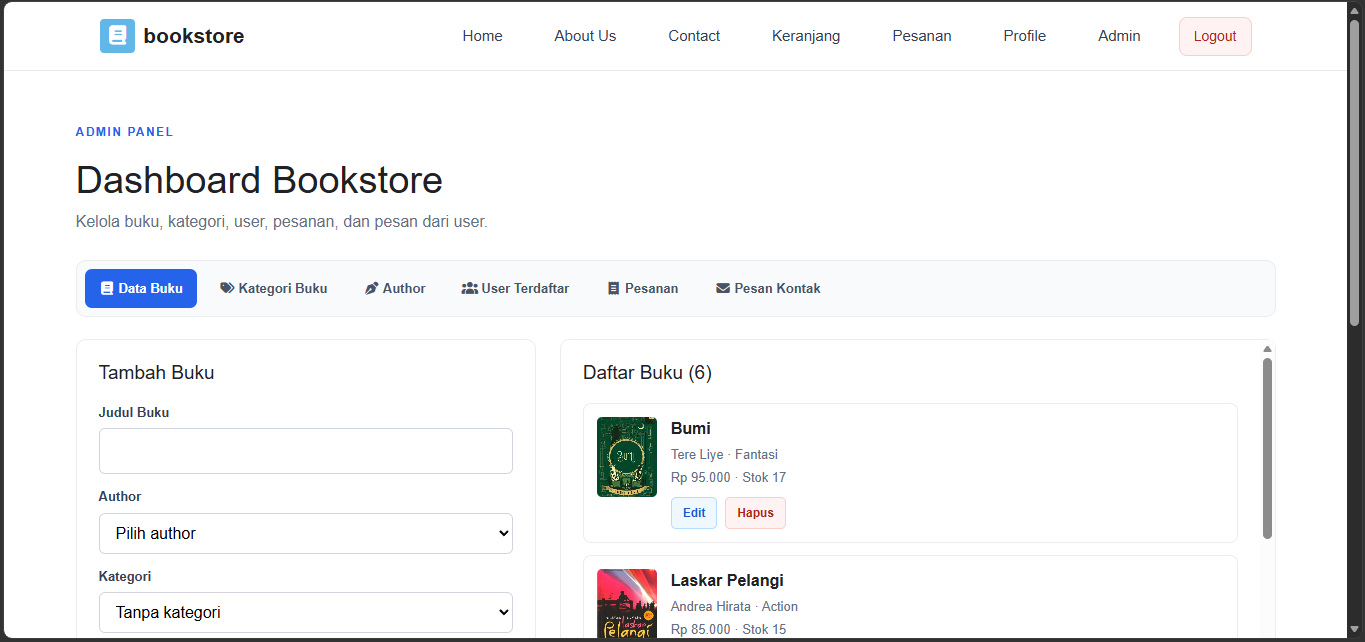 bookstore
Home About Us Contact Keranjang Pesanan Profile Admin Logout
ADMIN PANEL
Dashboard Bookstore
Kelola buku, kategori, user, pesanan, dan pesan dari user.
Data Buku Kategori Buku Author User Terdaftar Pesanan Pesan Kontak
Tambah Buku
Judul Buku
Author
Pilih author
Kategori
Tanpa kategori
Daftar Buku (6)
Bumi
Tere Liye · Fantasi
Rp 95.000 · Stok 17
Edit Hapus
Laskar Pelangi
Andrea Hirata · Action
Rp 85.000 · Stok 15
Laskar
Pelangi